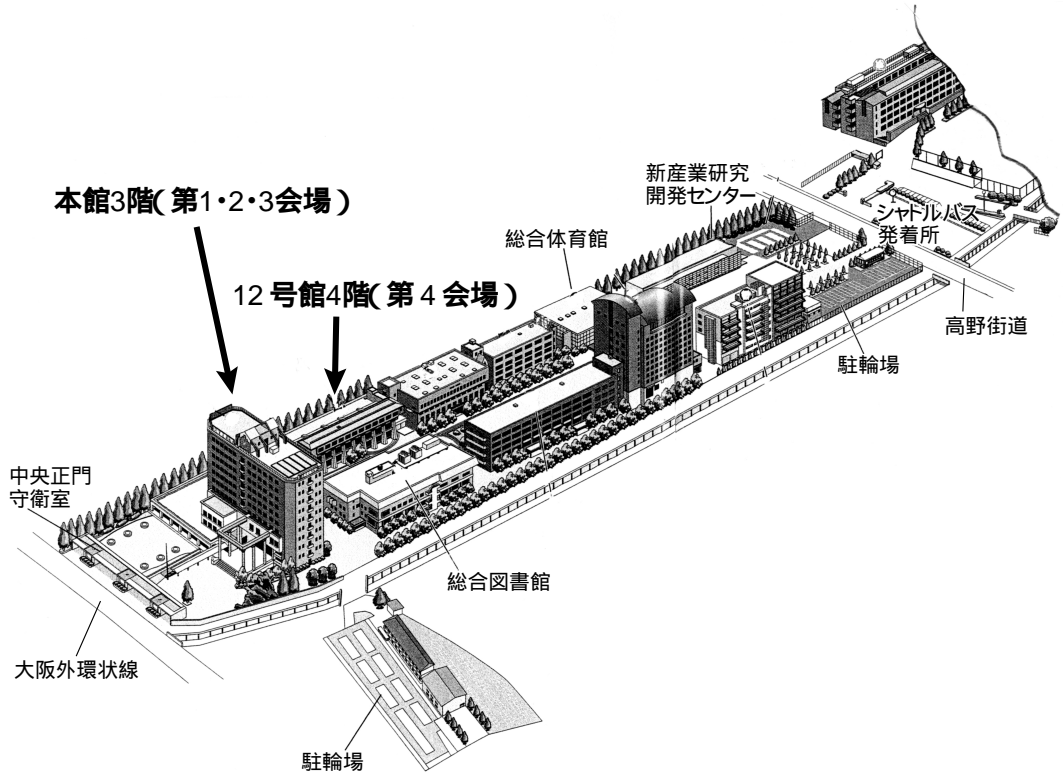 本館3階(第1・2・3会場)
12号館4階(第4会場)
新産業研究
開発センター
総合体育館
シャトルバス
発着所
高野街道
駐輪場
中央正門
守衛室
総合図書館
大阪外環状線
駐輪場